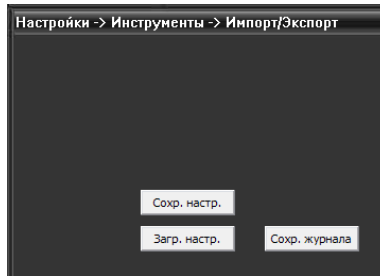 Настройки -> Инструменты -> Импорт/Экспорт
Сохр. настр.
Загр. настр. Сохр. журнала